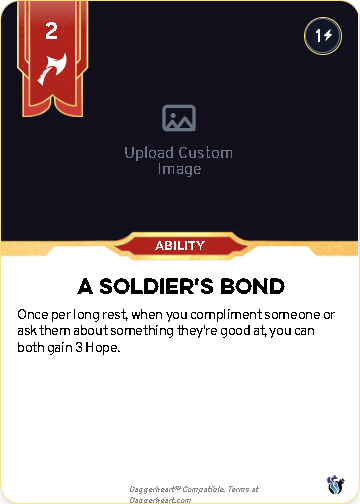 2
1
Upload Custom
Image
ABILITY
A SOLDIER'S BOND
Once per long rest, when you compliment someone or
ask them about something they're good at, you can
both gain 3 Hope.
Daggerheart℠ Compatible. Terms at
Daggerheart.com